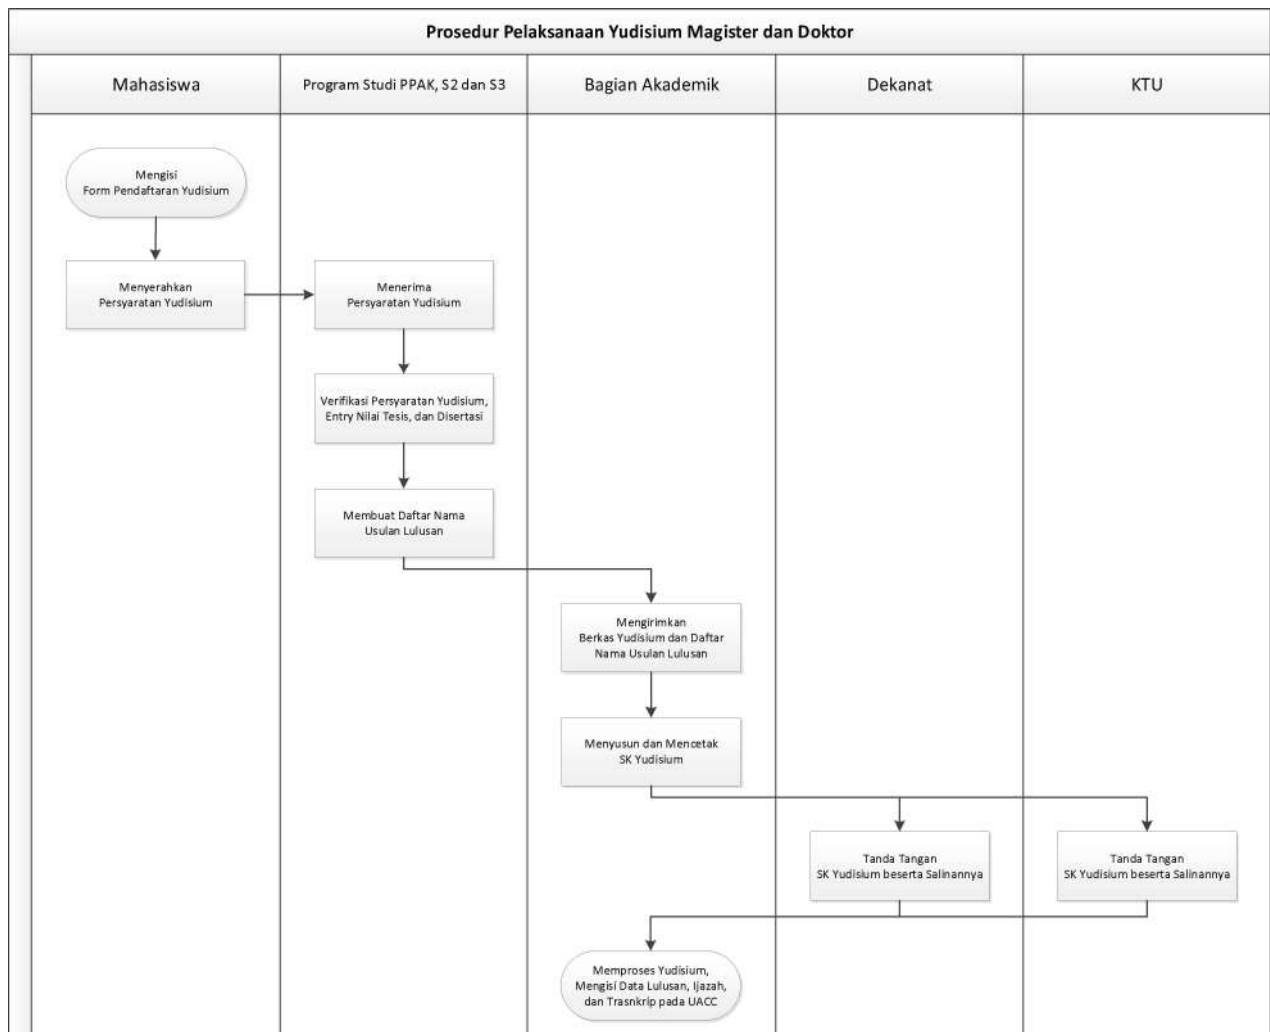 Prosedur Pelaksanaan Yudisium Magister dan Doktor
Mahasiswa
Program Studi PPAK, S2 dan S3
Bagian Akademik
Dekanat
KTU
Mengisi
Form Pendaftaran Yudisium
Menyerahkan
Persyaratan Yudisium
Menerima
Persyaratan Yudisium
Verifikasi Persyaratan Yudisium,
Entry Nilai Tesis, dan Disertasi
Membuat Daftar Nama
Usulan Lulusan
Mengirimkan
Berkas Yudisium dan Daftar
Nama Usulan Lulusan
Menyusun dan Mencetak
SK Yudisium
Tanda Tangan
SK Yudisium beserta Salinannya
Tanda Tangan
SK Yudisium beserta Salinannya
Memproses Yudisium,
Mengisi Data Lulusan, Ijazah,
dan Trasnkrip pada UACC